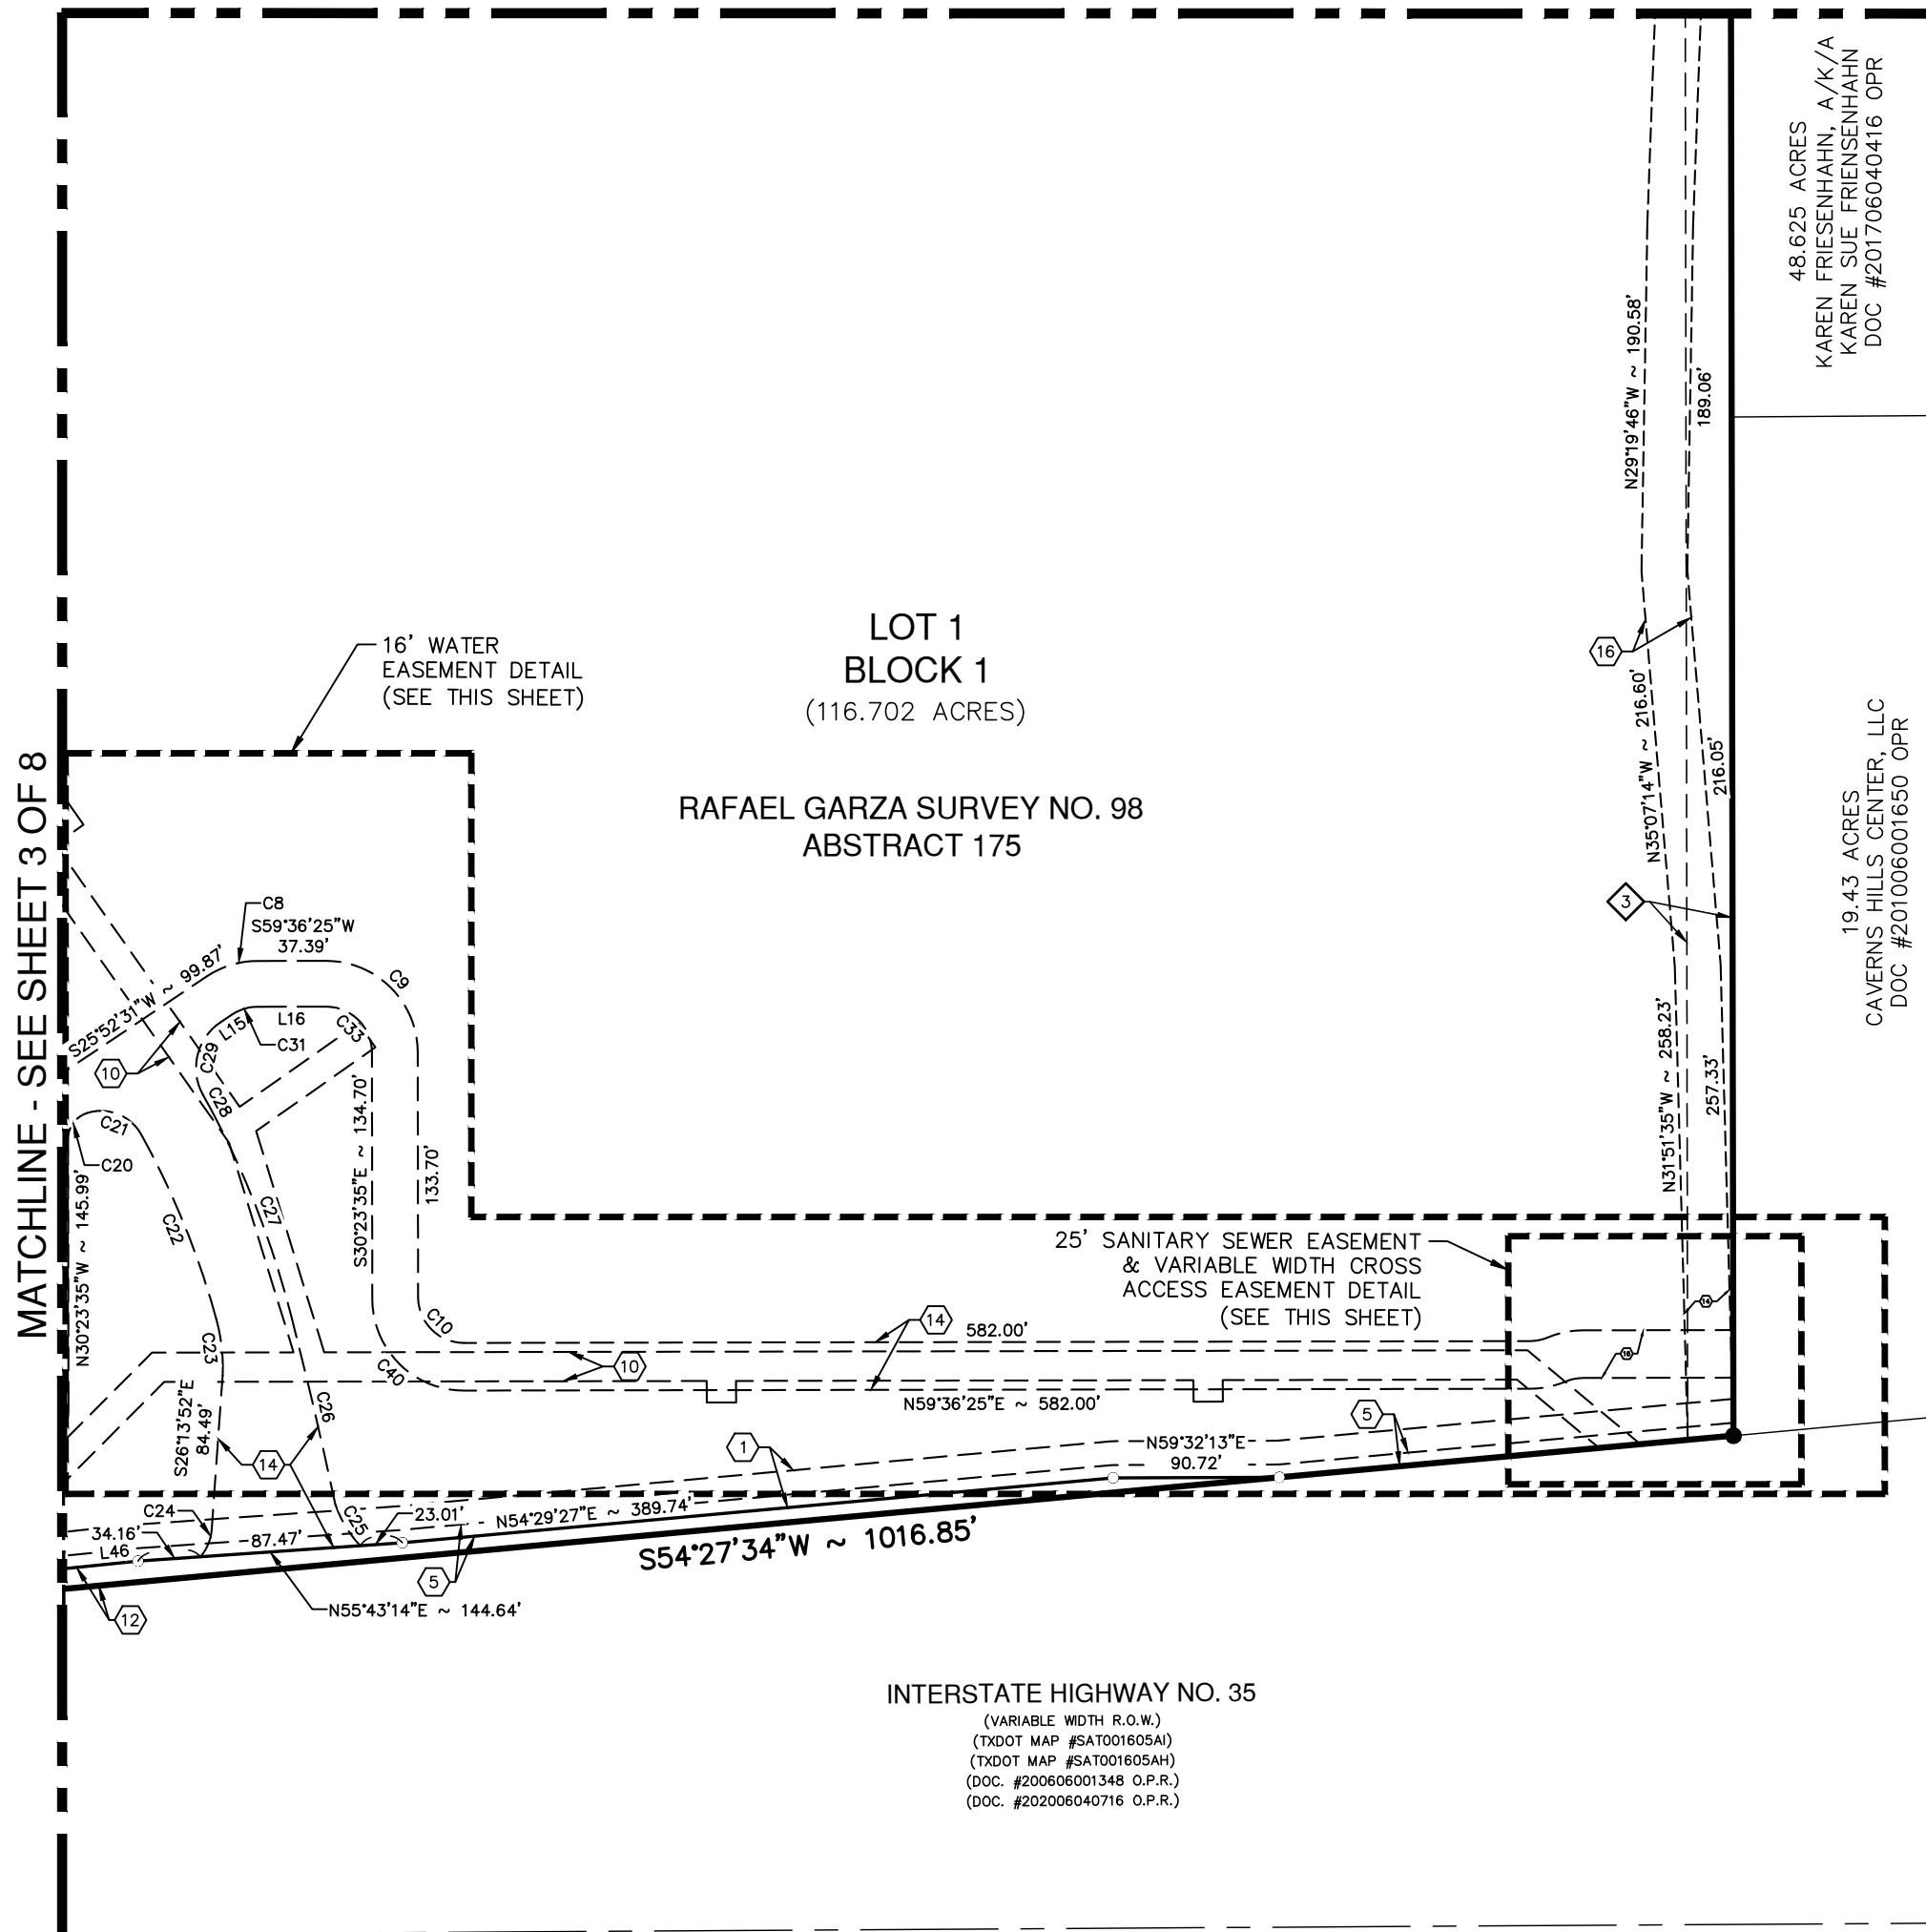 48.625 ACRES
KAREN FRIESENHAHN, A/K/A
KAREN SUE FRIENSENHAHN
DOC #201706040416 OPR
N29°19'46"W ~ 190.58'
189.06'
LOT 1
BLOCK 1
(116.702 ACRES)
16' WATER
EASEMENT DETAIL
(SEE THIS SHEET)
16
N35°07'14"W ~ 216.60'
216.05'
RAFAEL GARZA SURVEY NO. 98
ABSTRACT 175
19.43 ACRES
CAVERNS HILLS CENTER, LLC
DOC #201006001650 OPR
MATCHLINE - SEE SHEET 3 OF 8
3
C8
S59°36'25"W
37.39'
C9
S25°52'31"W ~ 99.87'
L15
L16
C33
C31
C29
10
C28
C21
C20
N31°51'35"W ~ 258.23'
257.33'
S30°23'35"E ~ 134.70'
133.70'
N30°23'35"W ~ 145.99'
C22
C27
25' SANITARY SEWER EASEMENT
& VARIABLE WIDTH CROSS
ACCESS EASEMENT DETAIL
(SEE THIS SHEET)
14
C10
14
582.00'
C23
C40
10
N59°36'25"E ~ 582.00'
S26°13'52"E
84.49'
C26
14
1
5
N59°32'13"E
90.72'
C24
34.16'
L46
87.47'
C25
23.01'
N54°29'27"E ~ 389.74'
S54°27'34"W ~ 1016.85'
5
12
N55°43'14"E ~ 144.64'
INTERSTATE HIGHWAY NO. 35
(VARIABLE WIDTH R.O.W.)
(TXDOT MAP #SAT001605AI)
(TXDOT MAP #SAT001605AH)
(DOC. #200606001348 O.P.R.)
(DOC. #202006040716 O.P.R.)